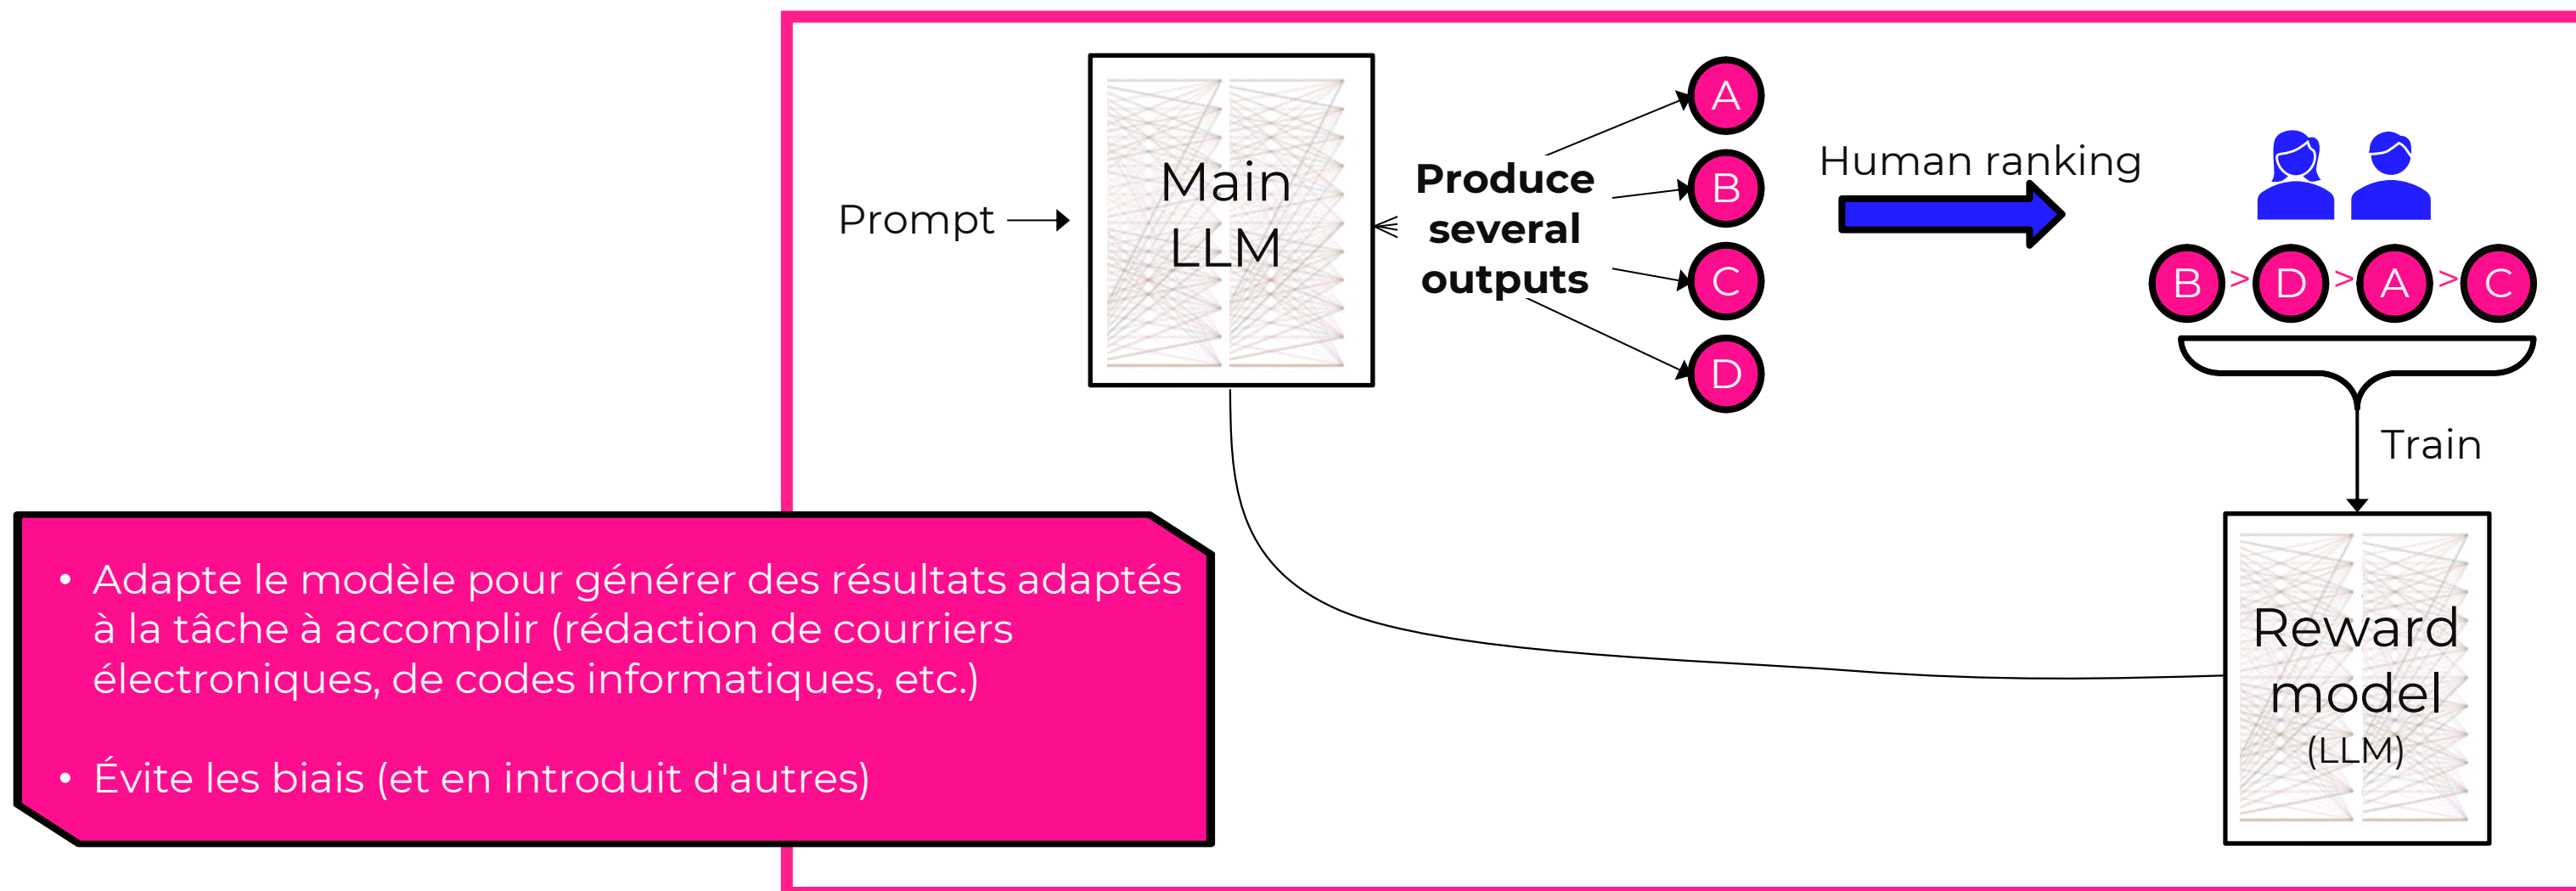 Prompt
Main
LLM
Produce
several
outputs
A
B
C
D
Human ranking
B > D > A > C
Train
Reward
model
(LLM)
• Adapte le modèle pour générer des résultats adaptés
à la tâche à accomplir (rédaction de courriers
électroniques, de codes informatiques, etc.)
• Évite les biais (et en introduit d'autres)